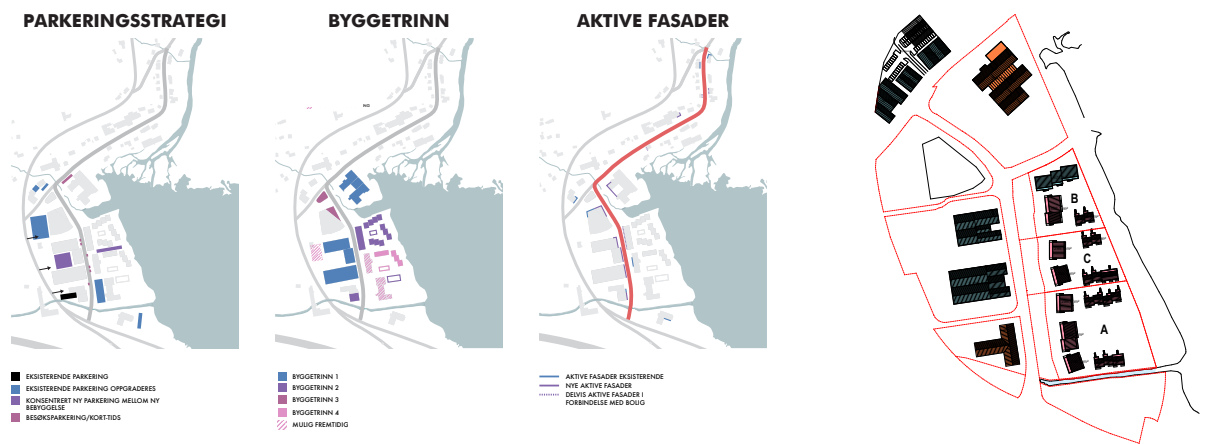 PARKERINGSSTRATEGI
BYGGETRINN
AKTIVE FASADER
EKSISTERENDE PARKERING
EKSISTERENDE PARKERING OPPGRADERES
KONSENTRERT NY PARKERING MELLOM NY
BEBYGGELSE
BESØKSPARKERING/KORT-TIDS
BYGGETRINN 1
BYGGETRINN 2
BYGGETRINN 3
BYGGETRINN 4
MULIG FREMTIDIG
AKTIVE FASADER EKSISTERENDE
NYE AKTIVE FASADER
DELVIS AKTIVE FASADER I
FORBINDELSE MED BOLIG
B
C
A